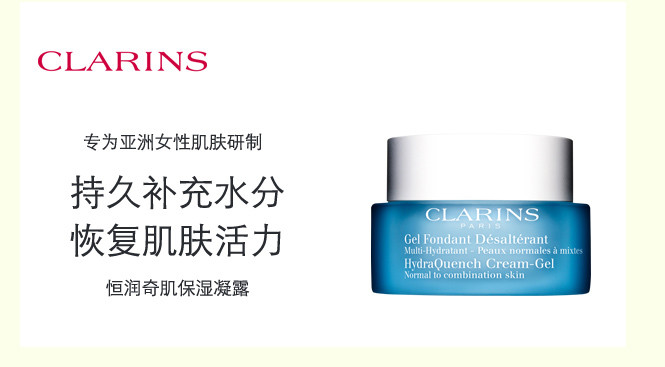 CLARINS
专为亚洲女性肌肤研制
持久补充水分
恢复肌肤活力
恒润奇肌保湿凝露
CLARINS
PARIS
Gel Fondant Désaltérant
Multi-Hydratant - Peaux normales à mixtes
HydraQuench Cream-Gel
Normal to combination skin